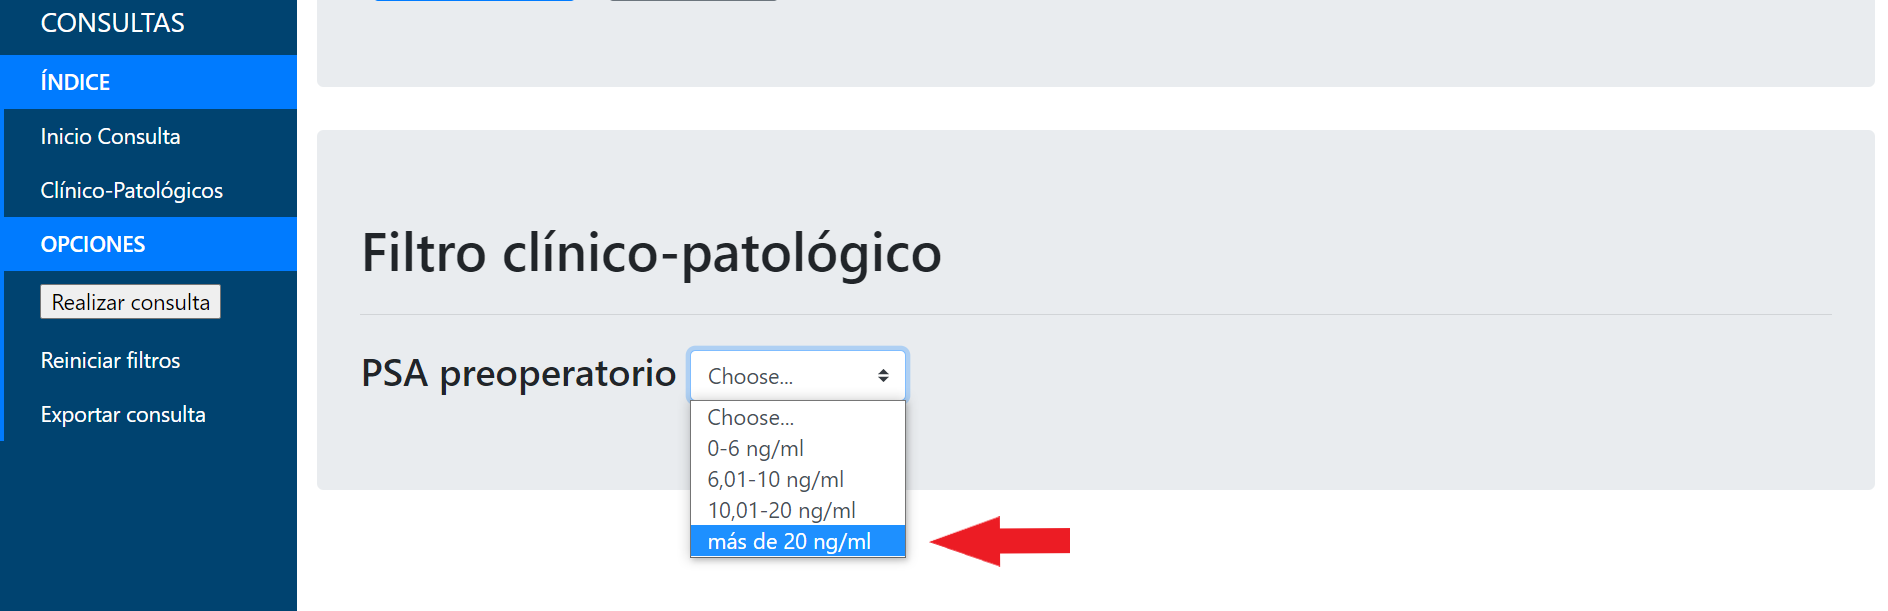 CONSULTAS
ÍNDICE
Inicio Consulta
Clínico-Patológicos
OPCIONES
Realizar consulta
Reiniciar filtros
Exportar consulta
Filtro clínico-patológico
PSA preoperatorio Choose...
Choose...
0-6 ng/ml
6,01-10 ng/ml
10,01-20 ng/ml
más de 20 ng/ml